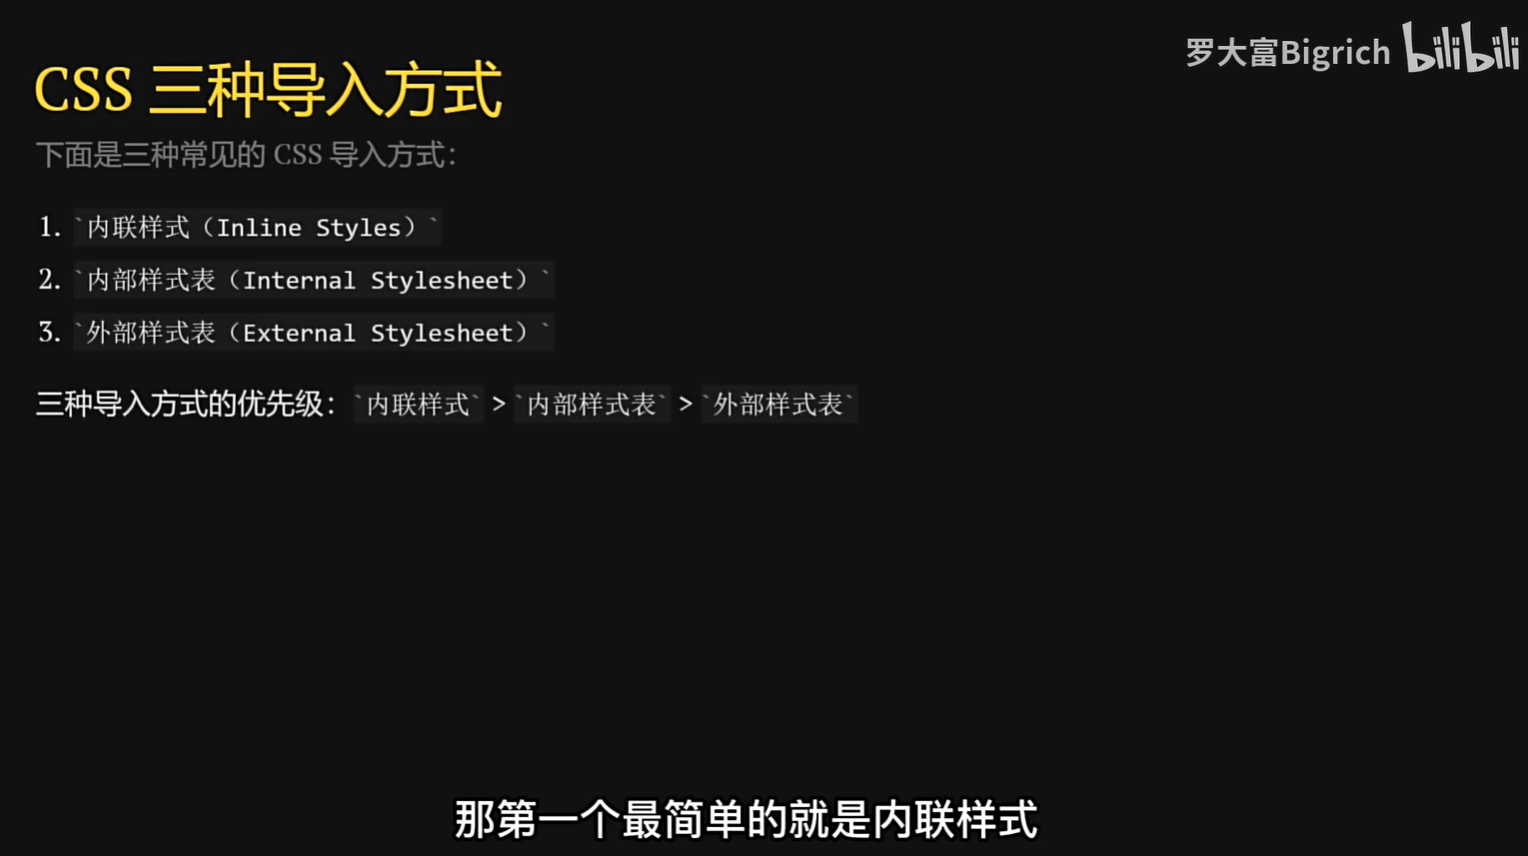 罗大富Bigrich bilibili
CSS 三种导入方式
下面是三种常见的 CSS 导入方式：
1. `内联样式（Inline Styles）`
2. `内部样式表（Internal Stylesheet）`
3. `外部样式表（External Stylesheet）`
三种导入方式的优先级：`内联样式` > `内部样式表` > `外部样式表`
那第一个最简单的就是内联样式